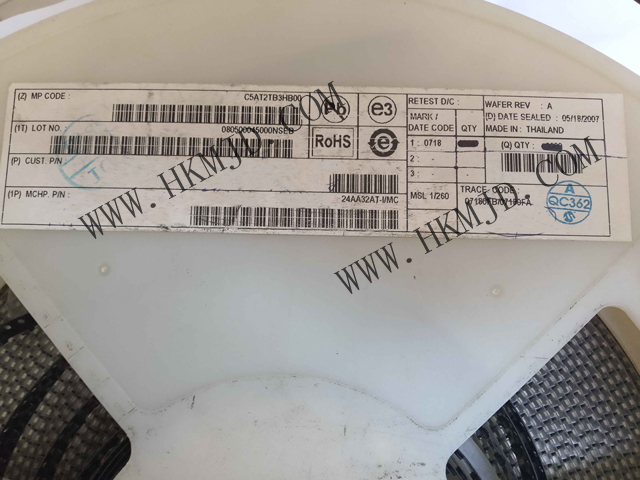 (Z) MP CODE : C5AT2TB3HB00
(1T) LOT NO. 080500045000NSEB
(P) CUST. P/N :
(1P) MCHP. P/N : 24AA32AT-I/MC
Pb
e3
RoHS
e
RETEST D/C :
MARK /
DATE CODE QTY
1 : 0718
2 :
3 :
MSL 1/260
WAFER REV : A
[D] DATE SEALED : 05/18/2007
MADE IN : THAILAND
(Q) QTY :
TRACE CODE :
A
QC362
WWW.HKMJD.COM
WWW.HKMJD.COM